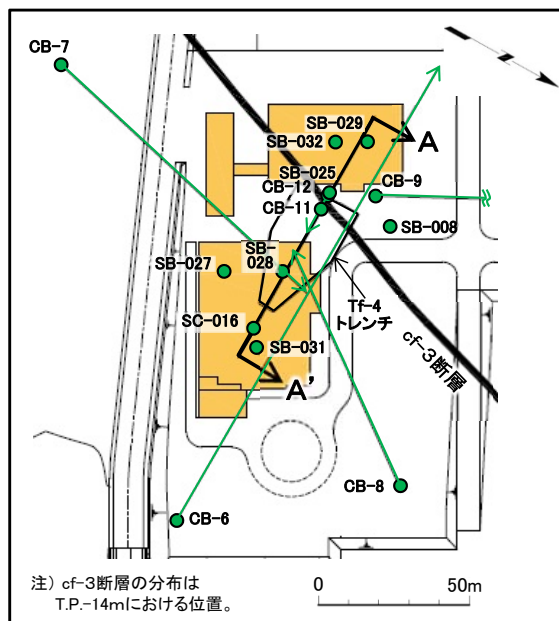 CB-7
SB-029
SB-032
A
SB-025
CB-12
CB-9
CB-11
SB-008
SB-
028
SB-027
Tf-4
トレンチ
SC-016
SB-031
cf-3断層
A'
CB-8
CB-6
注) cf-3断層の分布は
T.P.-14mにおける位置。
0 50m